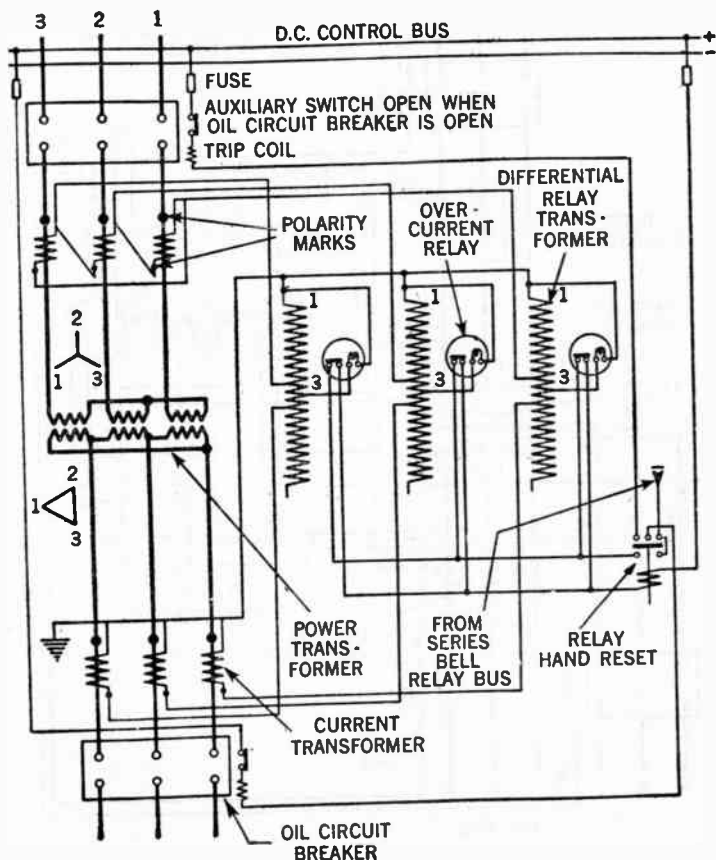 3 2 1
D.C. CONTROL BUS
+
-
FUSE
AUXILIARY SWITCH OPEN WHEN
OIL CIRCUIT BREAKER IS OPEN
TRIP COIL
DIFFERENTIAL
RELAY
TRANS-
FORMER
OVER-
CURRENT
RELAY
POLARITY
MARKS
1
1
1
2
1 3
3
3
3
2
1
3
POWER
TRANS-
FORMER
FROM
SERIES
BELL
RELAY BUS
RELAY
HAND RESET
CURRENT
TRANSFORMER
OIL CIRCUIT
BREAKER